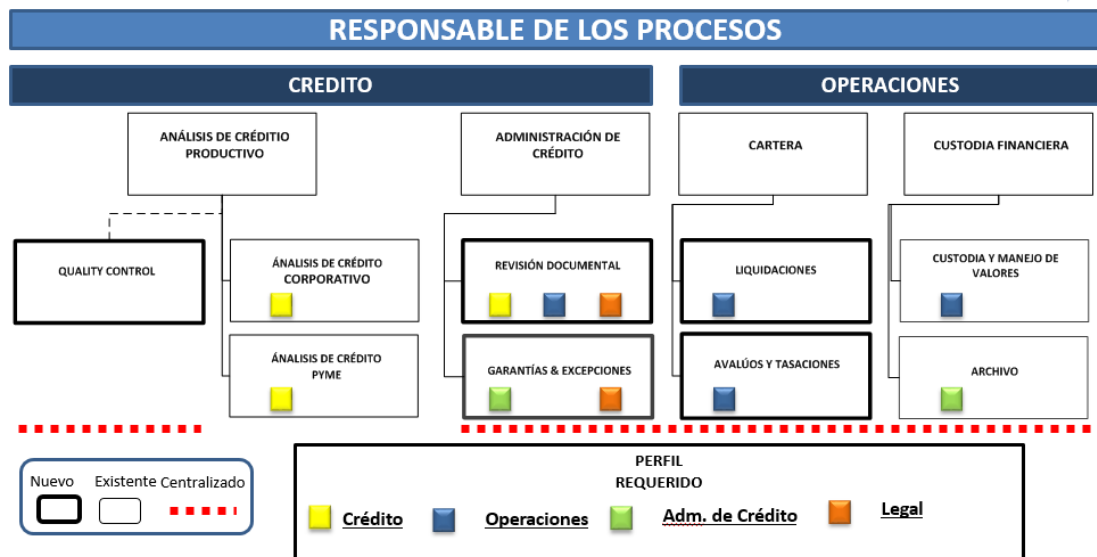 RESPONSABLE DE LOS PROCESOS
CREDITO
OPERACIONES
ANÁLISIS DE CRÉDITIO
PRODUCTIVO
ADMINISTRACIÓN DE
CRÉDITO
CARTERA
CUSTODIA FINANCIERA
QUALITY CONTROL
ÁNALISIS DE CRÉDITO
CORPORATIVO
REVISIÓN DOCUMENTAL
LIQUIDACIONES
CUSTODIA Y MANEJO DE
VALORES
ÁNALISIS DE CRÉDITO
PYME
GARANTÍAS & EXCEPCIONES
AVALÚOS Y TASACIONES
ARCHIVO
Nuevo
Existente
Centralizado
PERFIL
REQUERIDO
Crédito
Operaciones
Adm. de Crédito
Legal